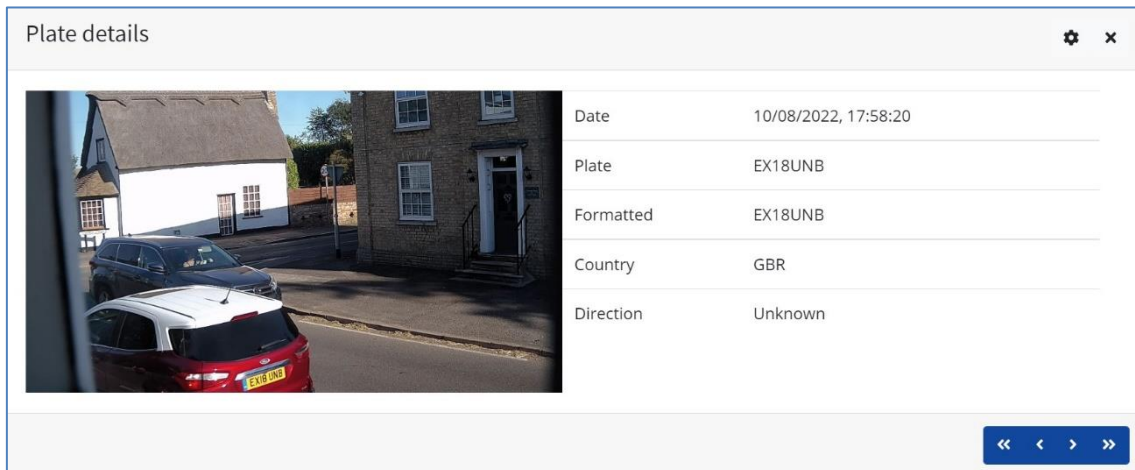 Plate details
Date 10/08/2022, 17:58:20
Plate EX18UNB
Formatted EX18UNB
Country GBR
Direction Unknown
EX18 UNB